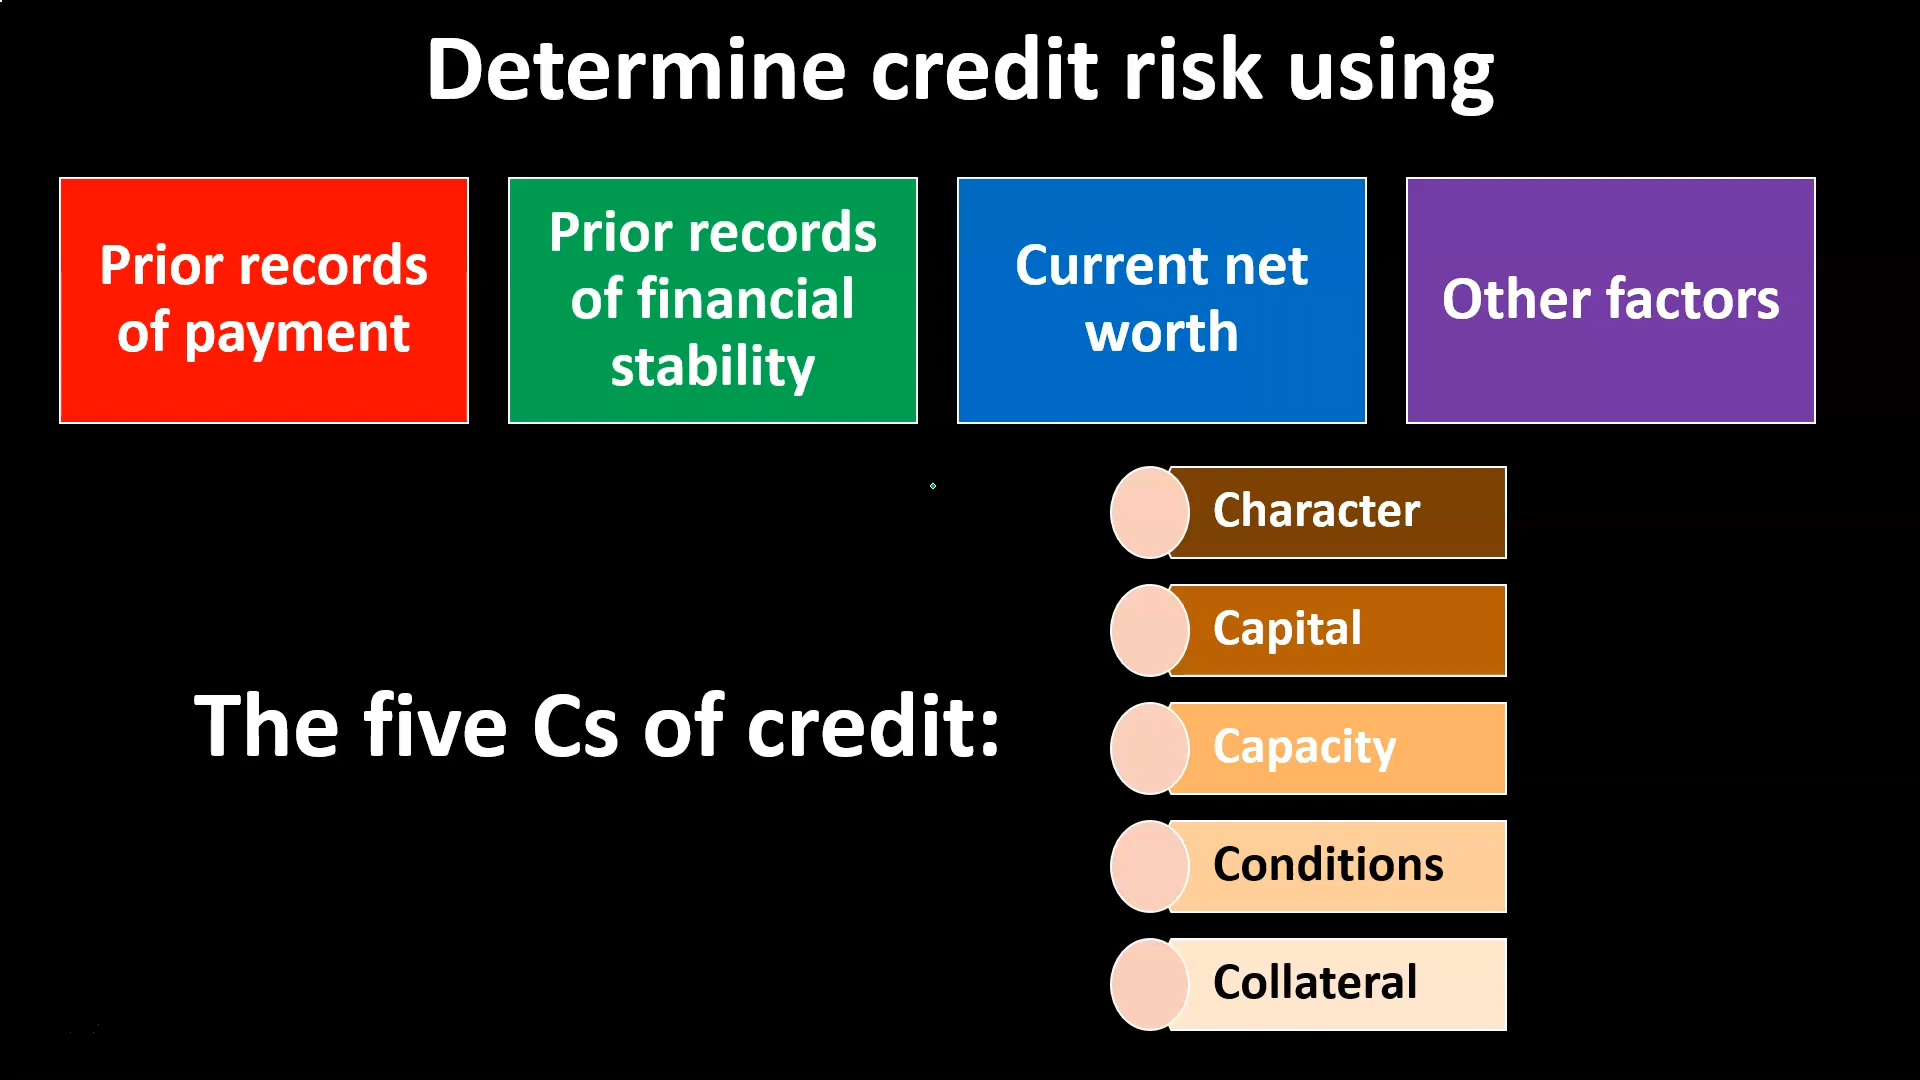 Determine credit risk using
Prior records
of payment
Prior records
of financial
stability
Current net
worth
Other factors
The five Cs of credit:
Character
Capital
Capacity
Conditions
Collateral